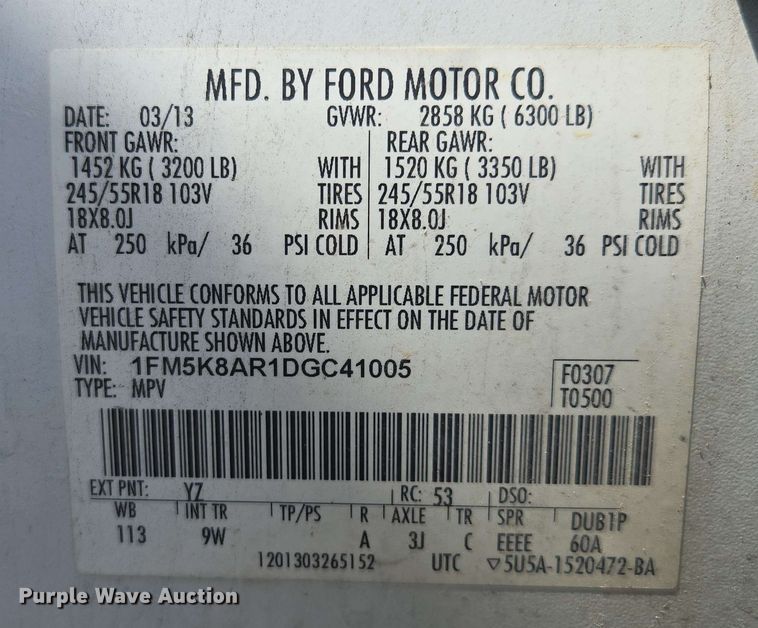 MFD. BY FORD MOTOR CO.
DATE: 03/13 GVWR: 2858 KG ( 6300 LB)
FRONT GAWR: REAR GAWR:
1452 KG ( 3200 LB) WITH 1520 KG ( 3350 LB) WITH
245/55R18 103V TIRES 245/55R18 103V TIRES
18X8.0J RIMS 18X8.0J RIMS
AT 250 kPa/ 36 PSI COLD AT 250 kPa/ 36 PSI COLD
THIS VEHICLE CONFORMS TO ALL APPLICABLE FEDERAL MOTOR
VEHICLE SAFETY STANDARDS IN EFFECT ON THE DATE OF
MANUFACTURE SHOWN ABOVE.
VIN: 1FM5K8AR1DGC41005 F0307
TYPE: MPV T0500
EXT PNT: YZ RC: 53 DSO:
WB INT TR TP/PS R AXLE TR SPR DUB1P
113 9W A 3J C EEEE 60A
1201303265152 UTC ▽5U5A-1520472-BA
Purple Wave Auction